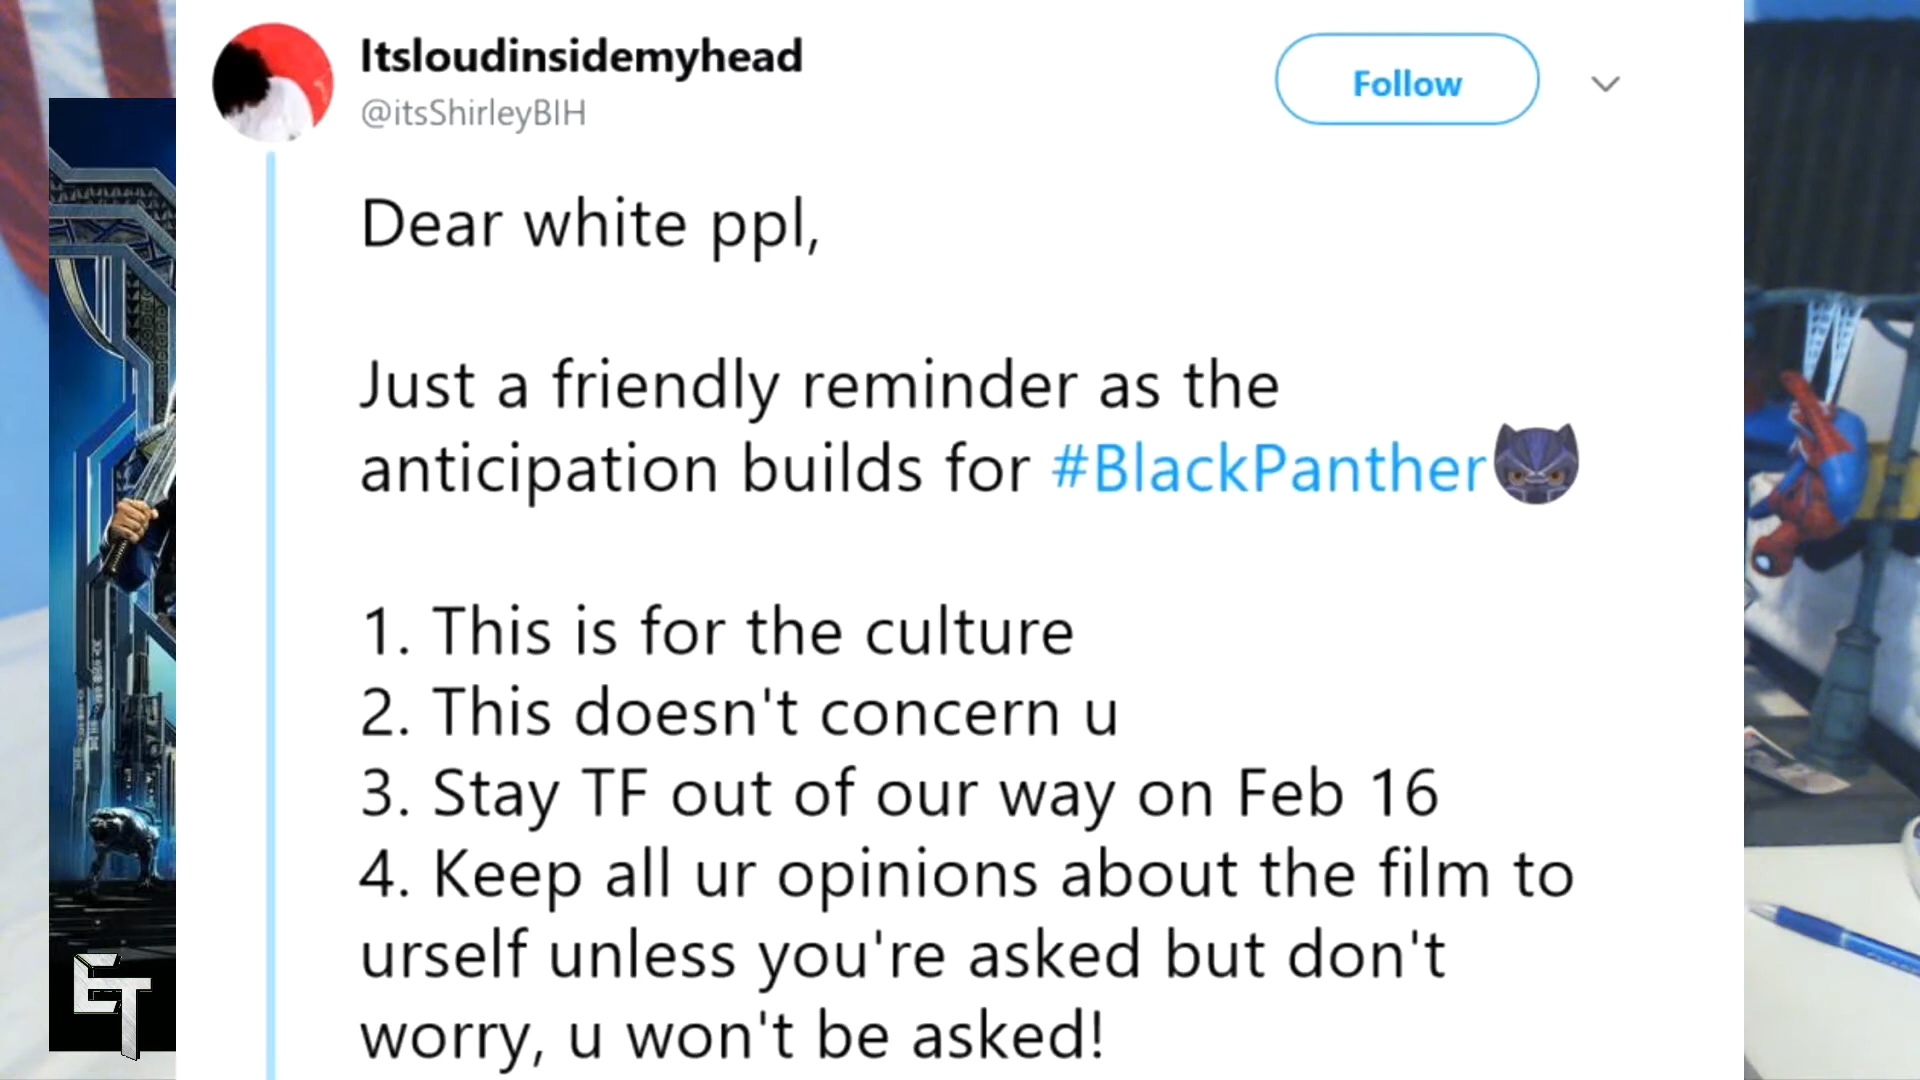 Itsloudinsidemyhead
@itsShirleyBIH
Follow
Dear white ppl,
Just a friendly reminder as the
anticipation builds for #BlackPanther
1. This is for the culture
2. This doesn't concern u
3. Stay TF out of our way on Feb 16
4. Keep all ur opinions about the film to
urself unless you're asked but don't
worry, u won't be asked!
ET